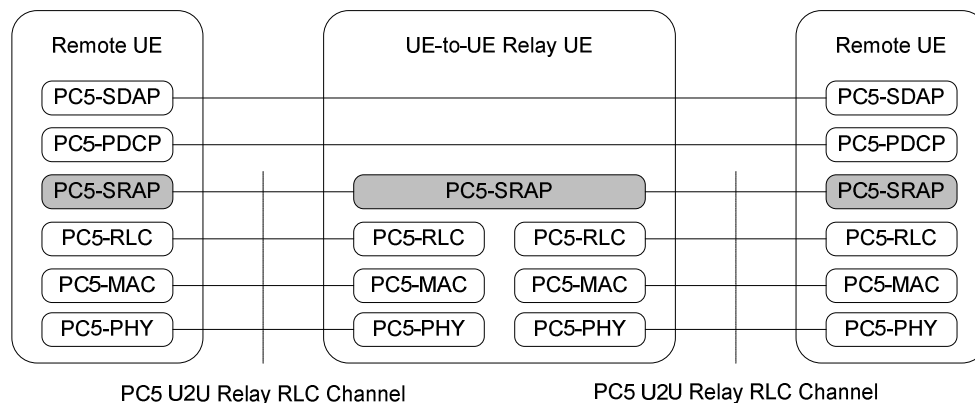 Remote UE
UE-to-UE Relay UE
Remote UE
PC5-SDAP
PC5-SDAP
PC5-PDCP
PC5-PDCP
PC5-SRAP
PC5-SRAP
PC5-SRAP
PC5-RLC
PC5-RLC
PC5-RLC
PC5-RLC
PC5-MAC
PC5-MAC
PC5-MAC
PC5-MAC
PC5-PHY
PC5-PHY
PC5-PHY
PC5-PHY
PC5 U2U Relay RLC Channel
PC5 U2U Relay RLC Channel